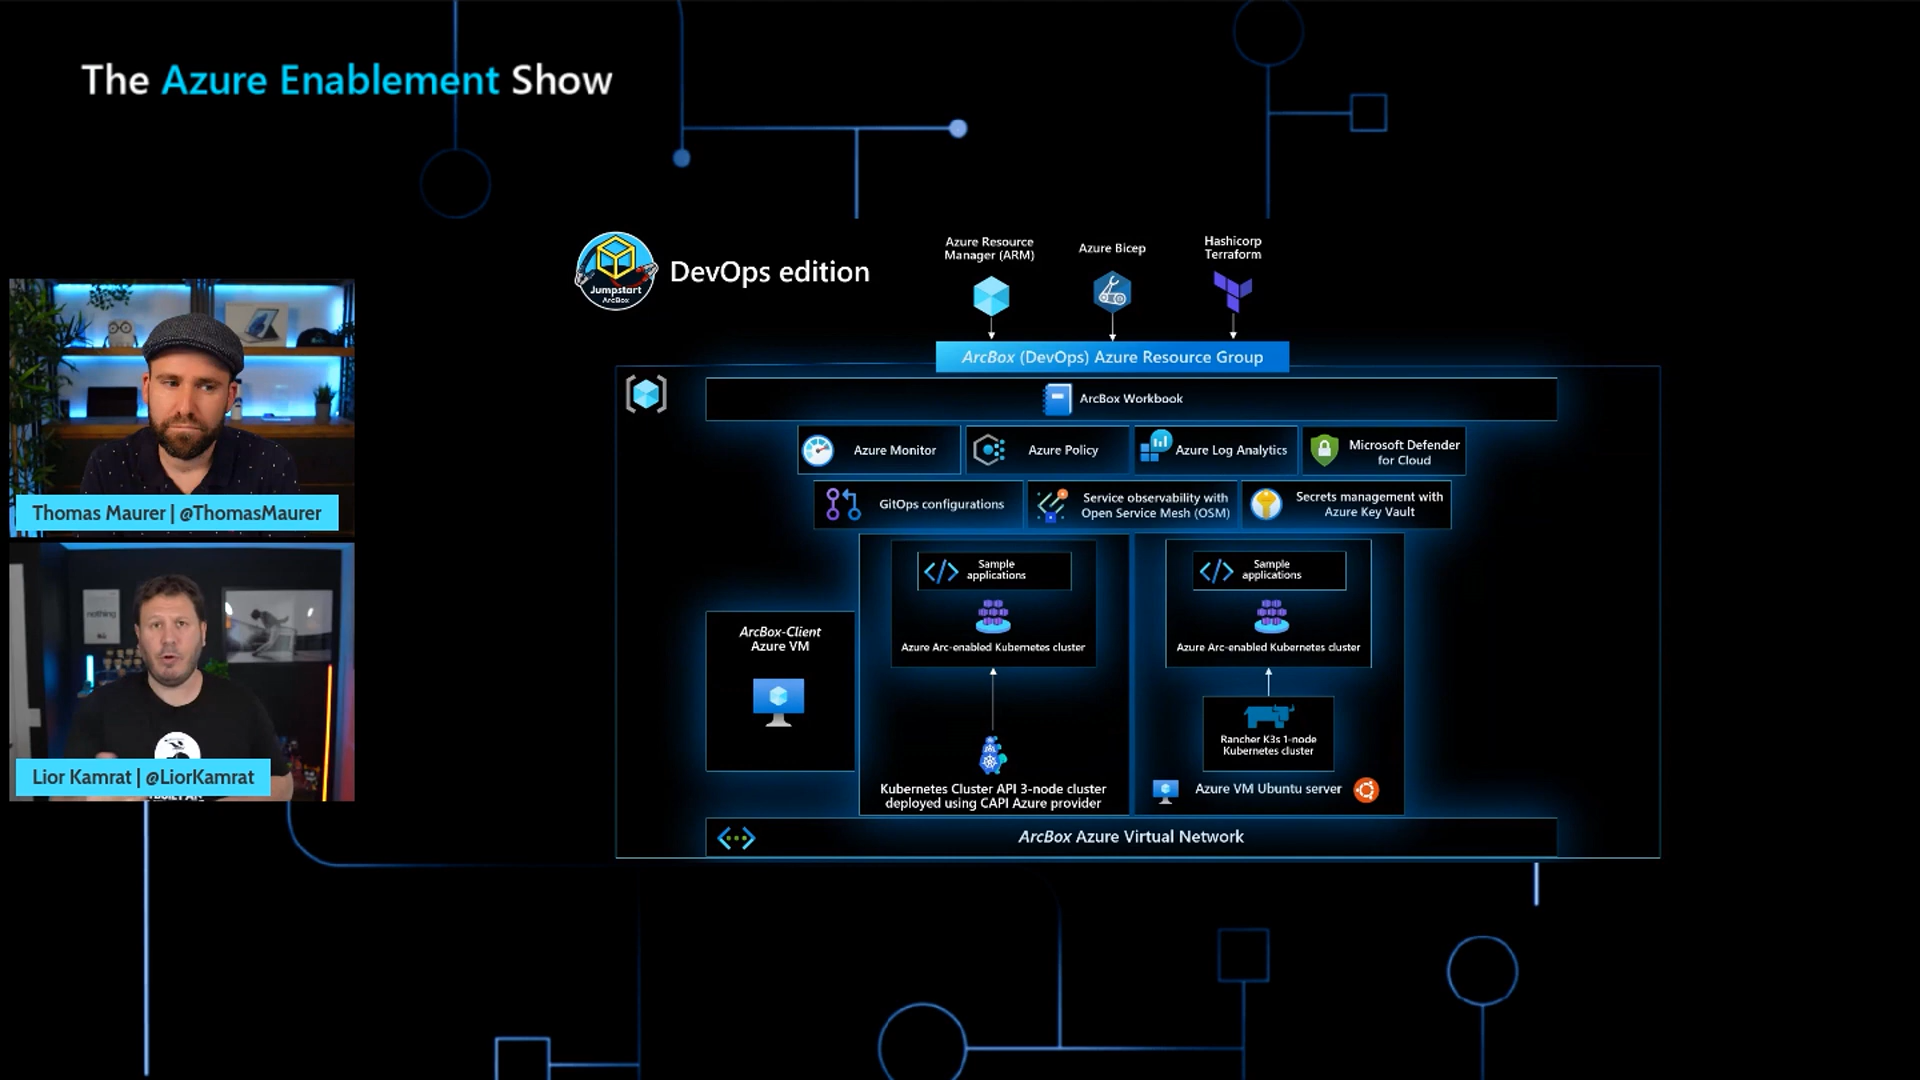 The Azure Enablement Show
Jumpstart
ArcBox
DevOps edition
Azure Resource
Manager (ARM)
Azure Bicep
Hashicorp
Terraform
ArcBox (DevOps) Azure Resource Group
ArcBox Workbook
Azure Monitor
Azure Policy
Azure Log Analytics
Microsoft Defender
for Cloud
GitOps configurations
Service observability with
Open Service Mesh (OSM)
Secrets management with
Azure Key Vault
Sample
applications
Azure Arc-enabled Kubernetes cluster
Sample
applications
Azure Arc-enabled Kubernetes cluster
ArcBox-Client
Azure VM
Kubernetes Cluster API 3-node cluster
deployed using CAPI Azure provider
Rancher K3s 1-node
Kubernetes cluster
Azure VM Ubuntu server
ArcBox Azure Virtual Network
Thomas Maurer | @ThomasMaurer
nothing
Lior Kamrat | @LiorKamrat